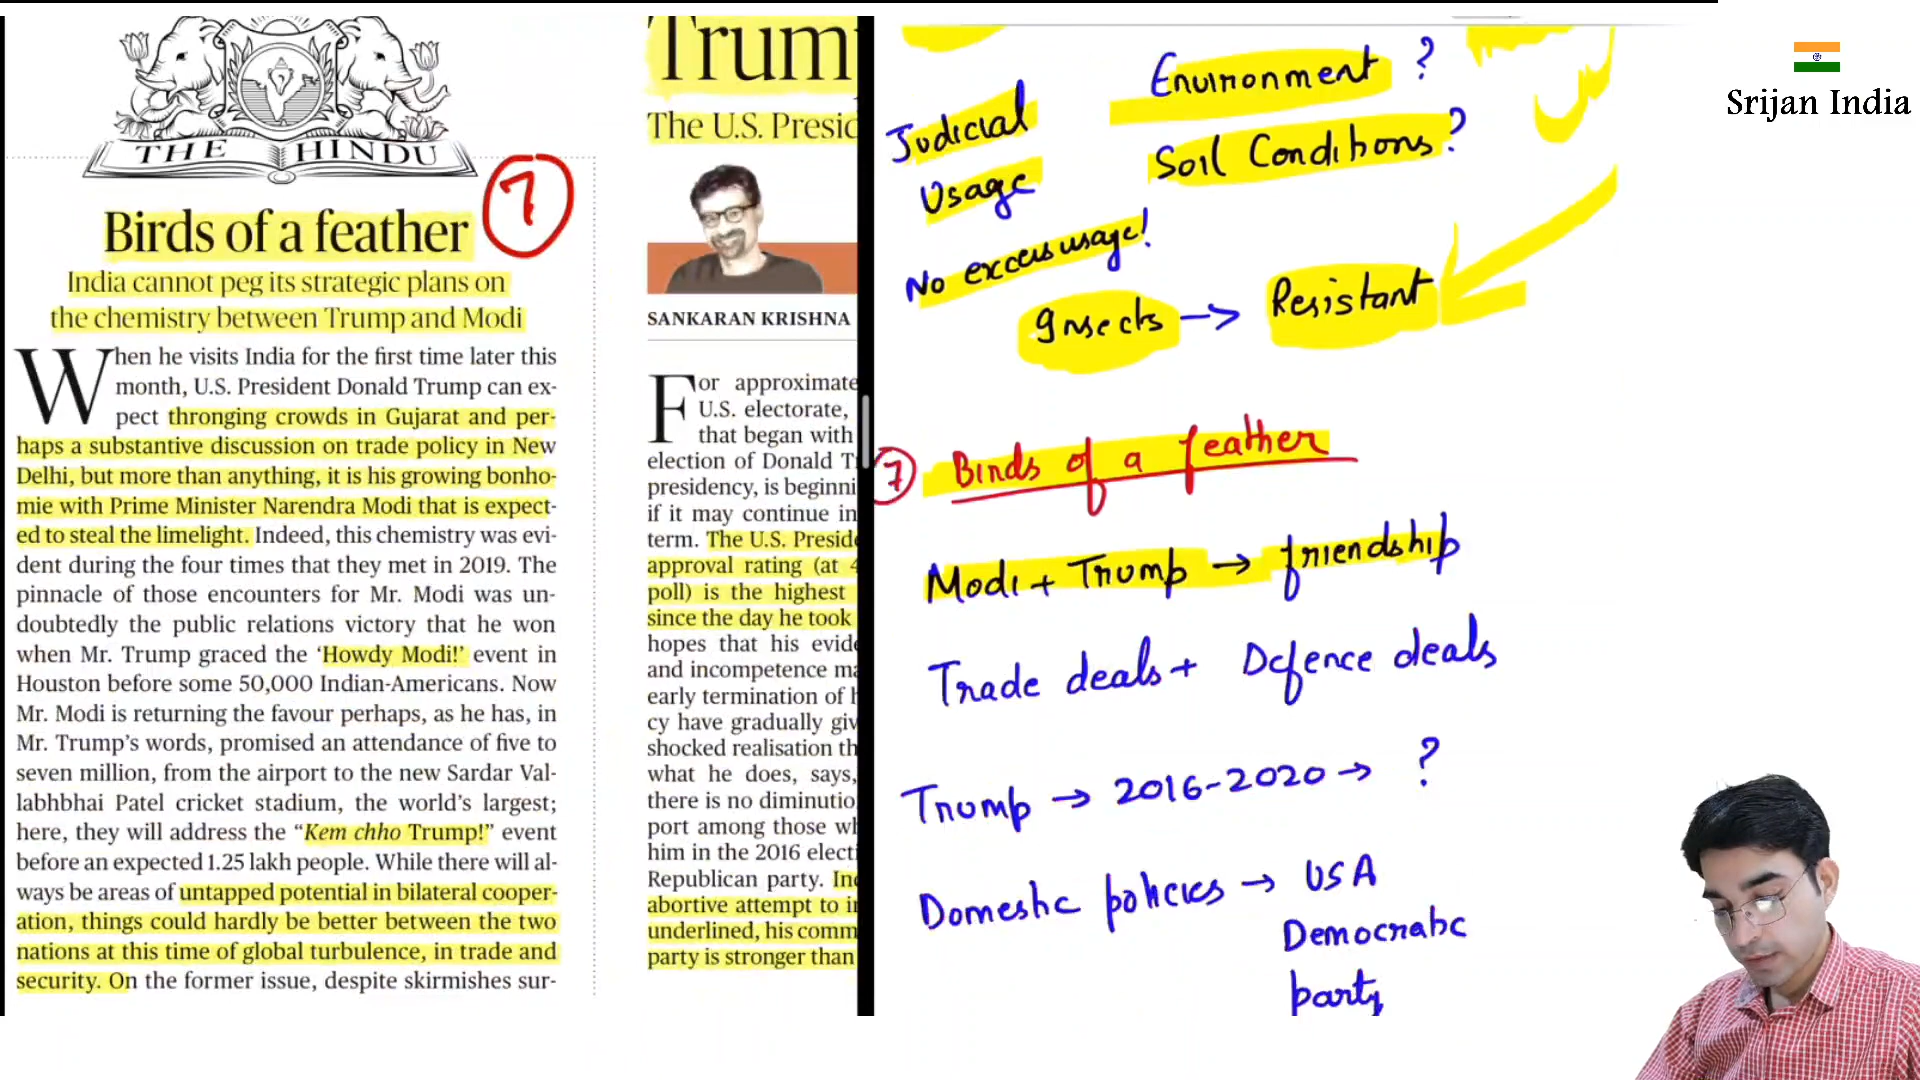 THE HINDU
7
Birds of a feather
India cannot peg its strategic plans on
the chemistry between Trump and Modi
When he visits India for the first time later this
month, U.S. President Donald Trump can ex-
pect thronging crowds in Gujarat and per-
haps a substantive discussion on trade policy in New
Delhi, but more than anything, it is his growing bonho-
mie with Prime Minister Narendra Modi that is expect-
ed to steal the limelight. Indeed, this chemistry was evi-
dent during the four times that they met in 2019. The
pinnacle of those encounters for Mr. Modi was un-
doubtedly the public relations victory that he won
when Mr. Trump graced the ‘Howdy Modi!’ event in
Houston before some 50,000 Indian-Americans. Now
Mr. Modi is returning the favour perhaps, as he has, in
Mr. Trump’s words, promised an attendance of five to
seven million, from the airport to the new Sardar Val-
labhbhai Patel cricket stadium, the world’s largest;
here, they will address the “Kem chho Trump!” event
before an expected 1.25 lakh people. While there will al-
ways be areas of untapped potential in bilateral cooper-
ation, things could hardly be better between the two
nations at this time of global turbulence, in trade and
security. On the former issue, despite skirmishes sur-
Trum
The U.S. Presid
SANKARAN KRISHNA
For approximate
U.S. electorate,
that began with
election of Donald T
presidency, is beginni
if it may continue in
term. The U.S. Preside
approval rating (at 4
poll) is the highest
since the day he took
hopes that his evide
and incompetence ma
early termination of h
cy have gradually giv
shocked realisation th
what he does, says,
there is no diminutio
port among those wh
him in the 2016 electi
Republican party. Ind
abortive attempt to i
underlined, his comm
party is stronger than
Judicial
Usage
No excess usage!
Environment ?
Soil Conditions?
Insects → Resistant
7 Birds of a feather
Modi + Trump → friendship
Trade deals + Defence deals
Trump → 2016-2020 → ?
Domestic policies → USA
Democratic
party
Srijan India